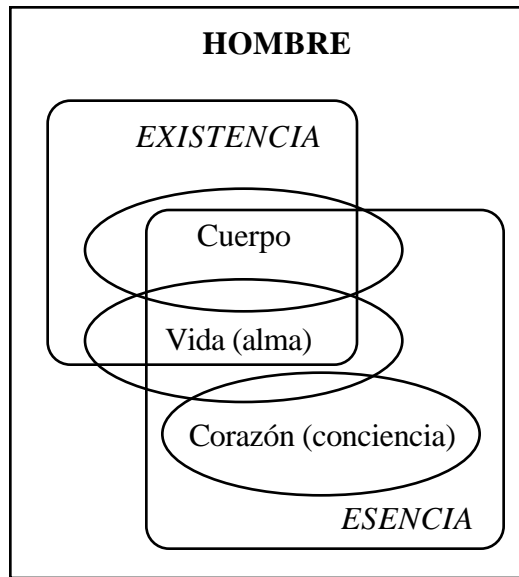 HOMBRE
EXISTENCIA
Cuerpo
Vida (alma)
Corazón (conciencia)
ESENCIA